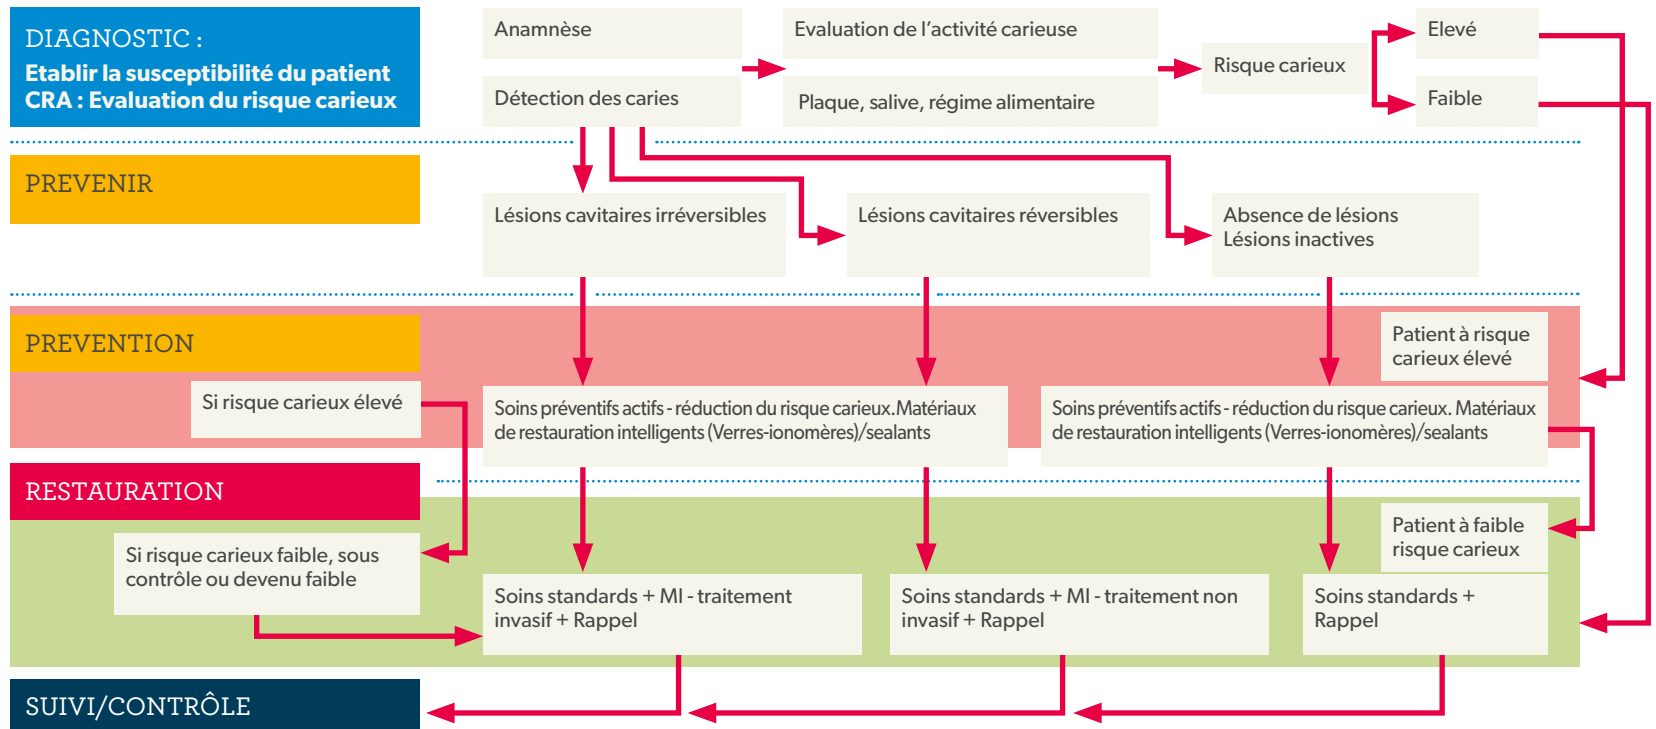 DIAGNOSTIC :
Etablir la susceptibilité du patient
CRA : Evaluation du risque carieux
Anamnèse
Détection des caries
Evaluation de l’activité carieuse
Plaque, salive, régime alimentaire
Risque carieux
Elevé
Faible
PREVENIR
Lésions cavitaires irréversibles
Lésions cavitaires réversibles
Absence de lésions
Lésions inactives
PREVENTION
Patient à risque
carieux élevé
Si risque carieux élevé
Soins préventifs actifs - réduction du risque carieux.Matériaux
de restauration intelligents (Verres-ionomères)/sealants
Soins préventifs actifs - réduction du risque carieux. Matériaux
de restauration intelligents (Verres-ionomères)/sealants
RESTAURATION
Patient à faible
risque carieux
Si risque carieux faible, sous
contrôle ou devenu faible
Soins standards + MI - traitement
invasif + Rappel
Soins standards + MI - traitement non
invasif + Rappel
Soins standards +
Rappel
SUIVI/CONTRÔLE